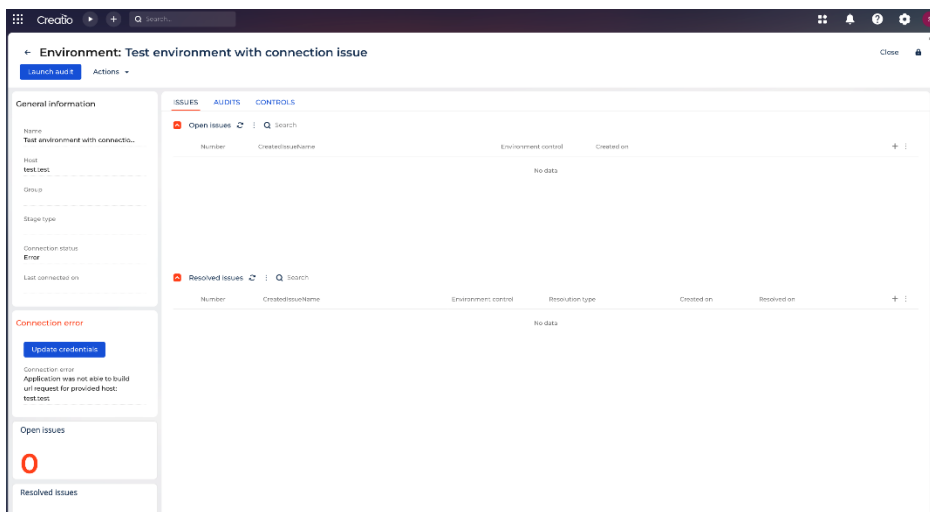 Creatio
Search...
← Environment: Test environment with connection issue
Close
Launch audit
Actions
General information
Name
Test environment with connectio...
Host
test.test
Group
Stage type
Connection status
Error
Last connected on
Connection error
Update credentials
Connection error
Application was not able to build
url request for provided host:
test.test
Open issues
0
Resolved issues
ISSUES AUDITS CONTROLS
Open issues Search
Number CreatedIssueName Environment control Created on
No data
Resolved issues Search
Number CreatedIssueName Environment control Resolution type Created on Resolved on
No data